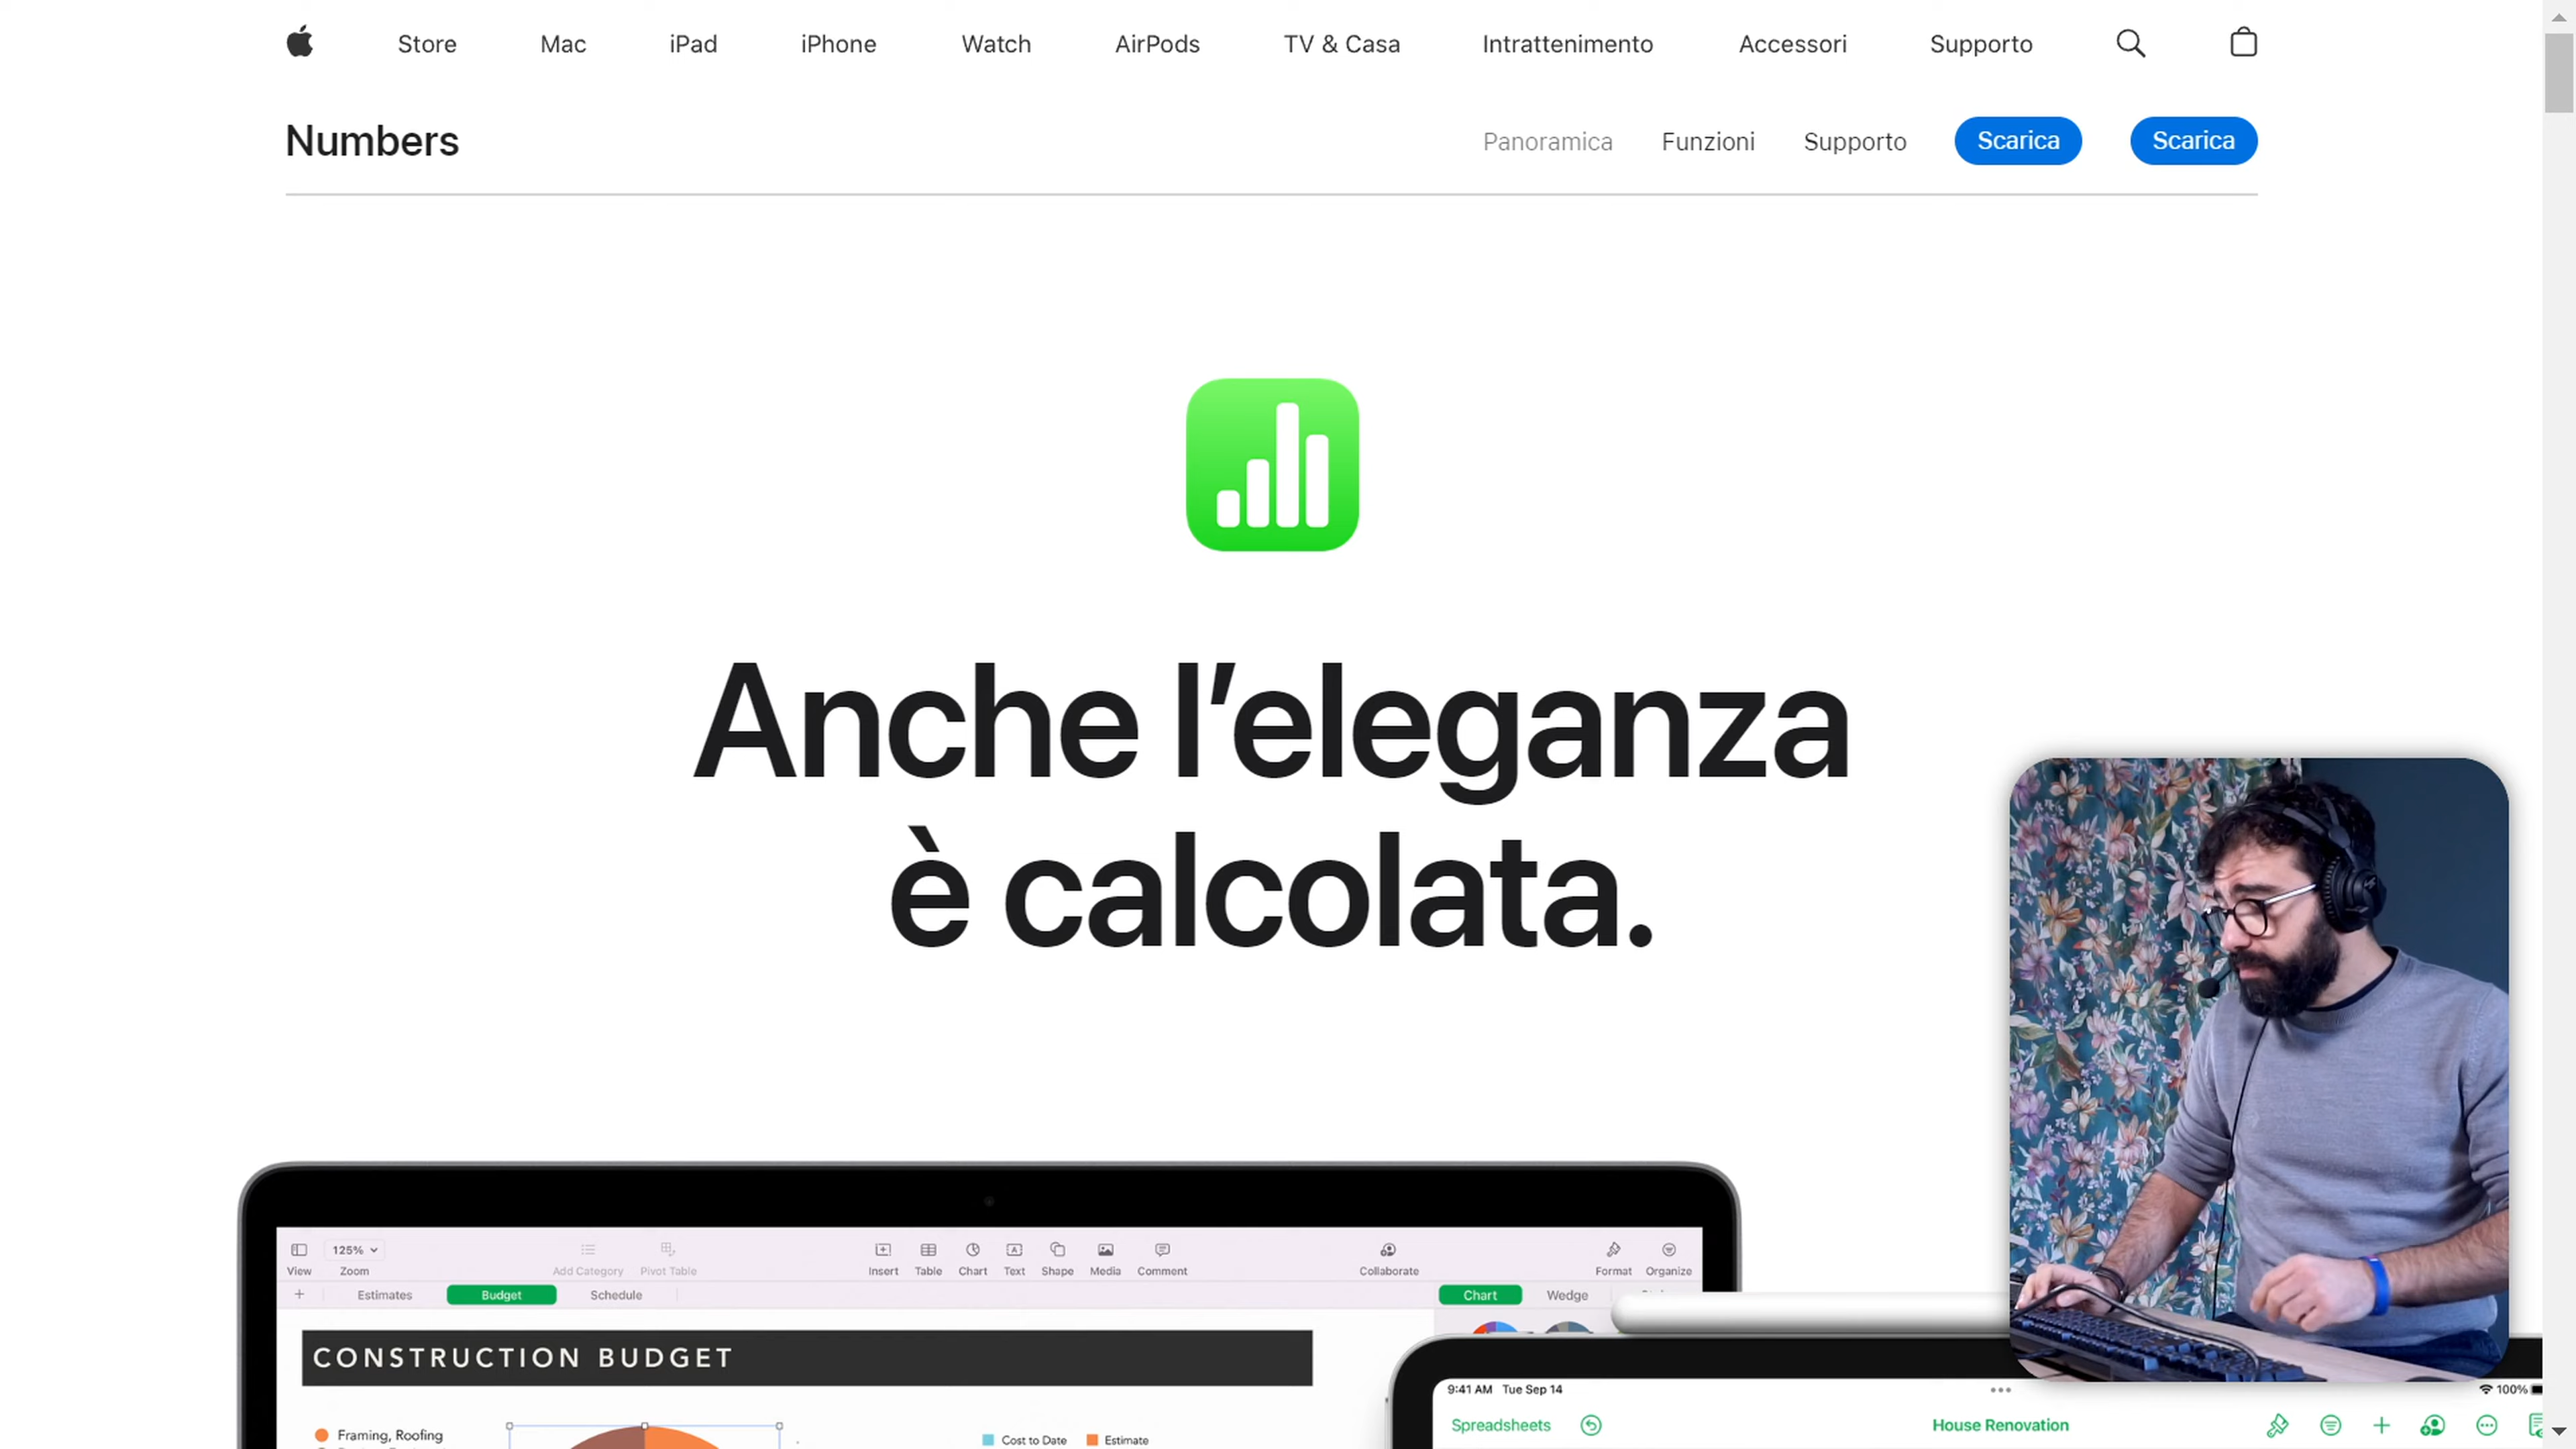 Store Mac iPad iPhone Watch AirPods TV & Casa Intrattenimento Accessori Supporto
Numbers Panoramica Funzioni Supporto Scarica Scarica
Anche l’eleganza
è calcolata.
125%
View Zoom Add Category Pivot Table Insert Table Chart Text Shape Media Comment Collaborate Format Organize
+ Estimates Budget Schedule Chart Wedge
CONSTRUCTION BUDGET
9:41 AM Tue Sep 14 100%
Spreadsheets House Renovation
Framing, Roofing Cost to Date Estimate